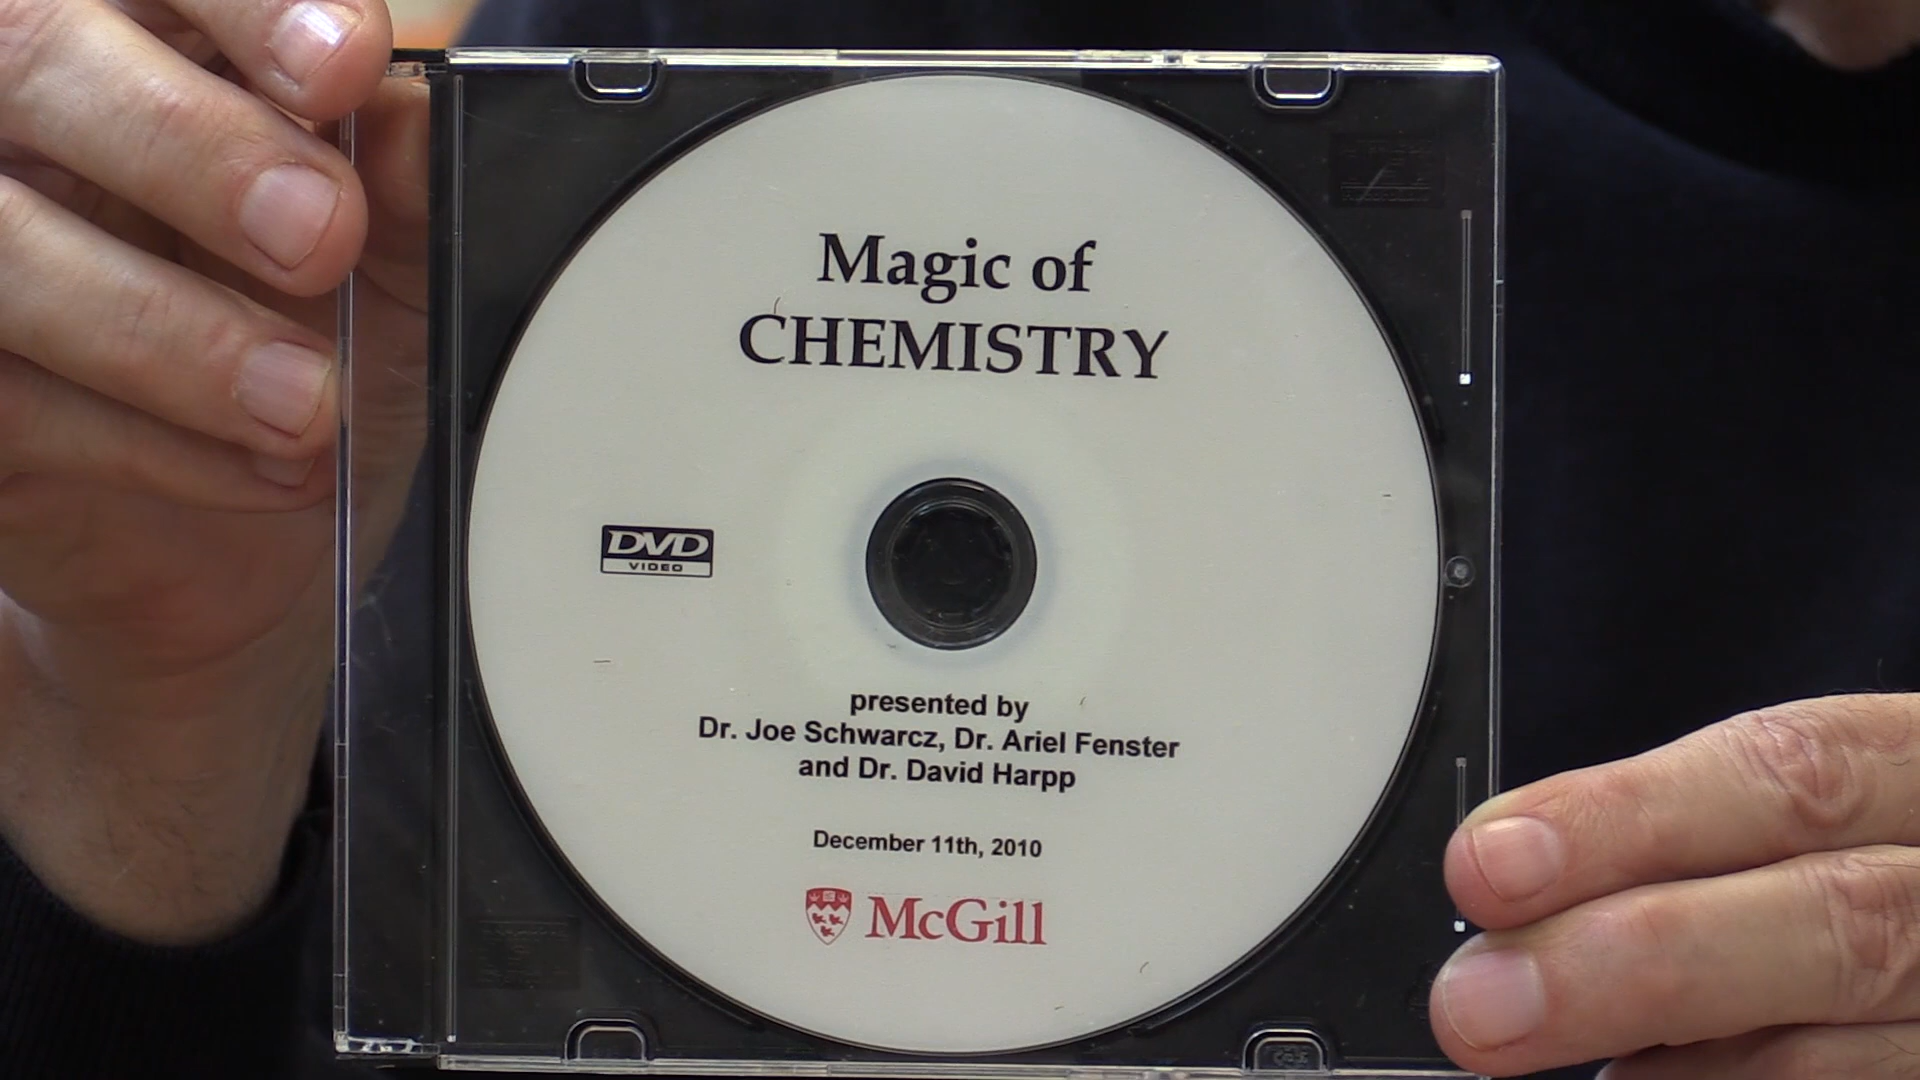 Magic of
CHEMISTRY
DVD
VIDEO
presented by
Dr. Joe Schwarcz, Dr. Ariel Fenster
and Dr. David Harpp
December 11th, 2010
McGill